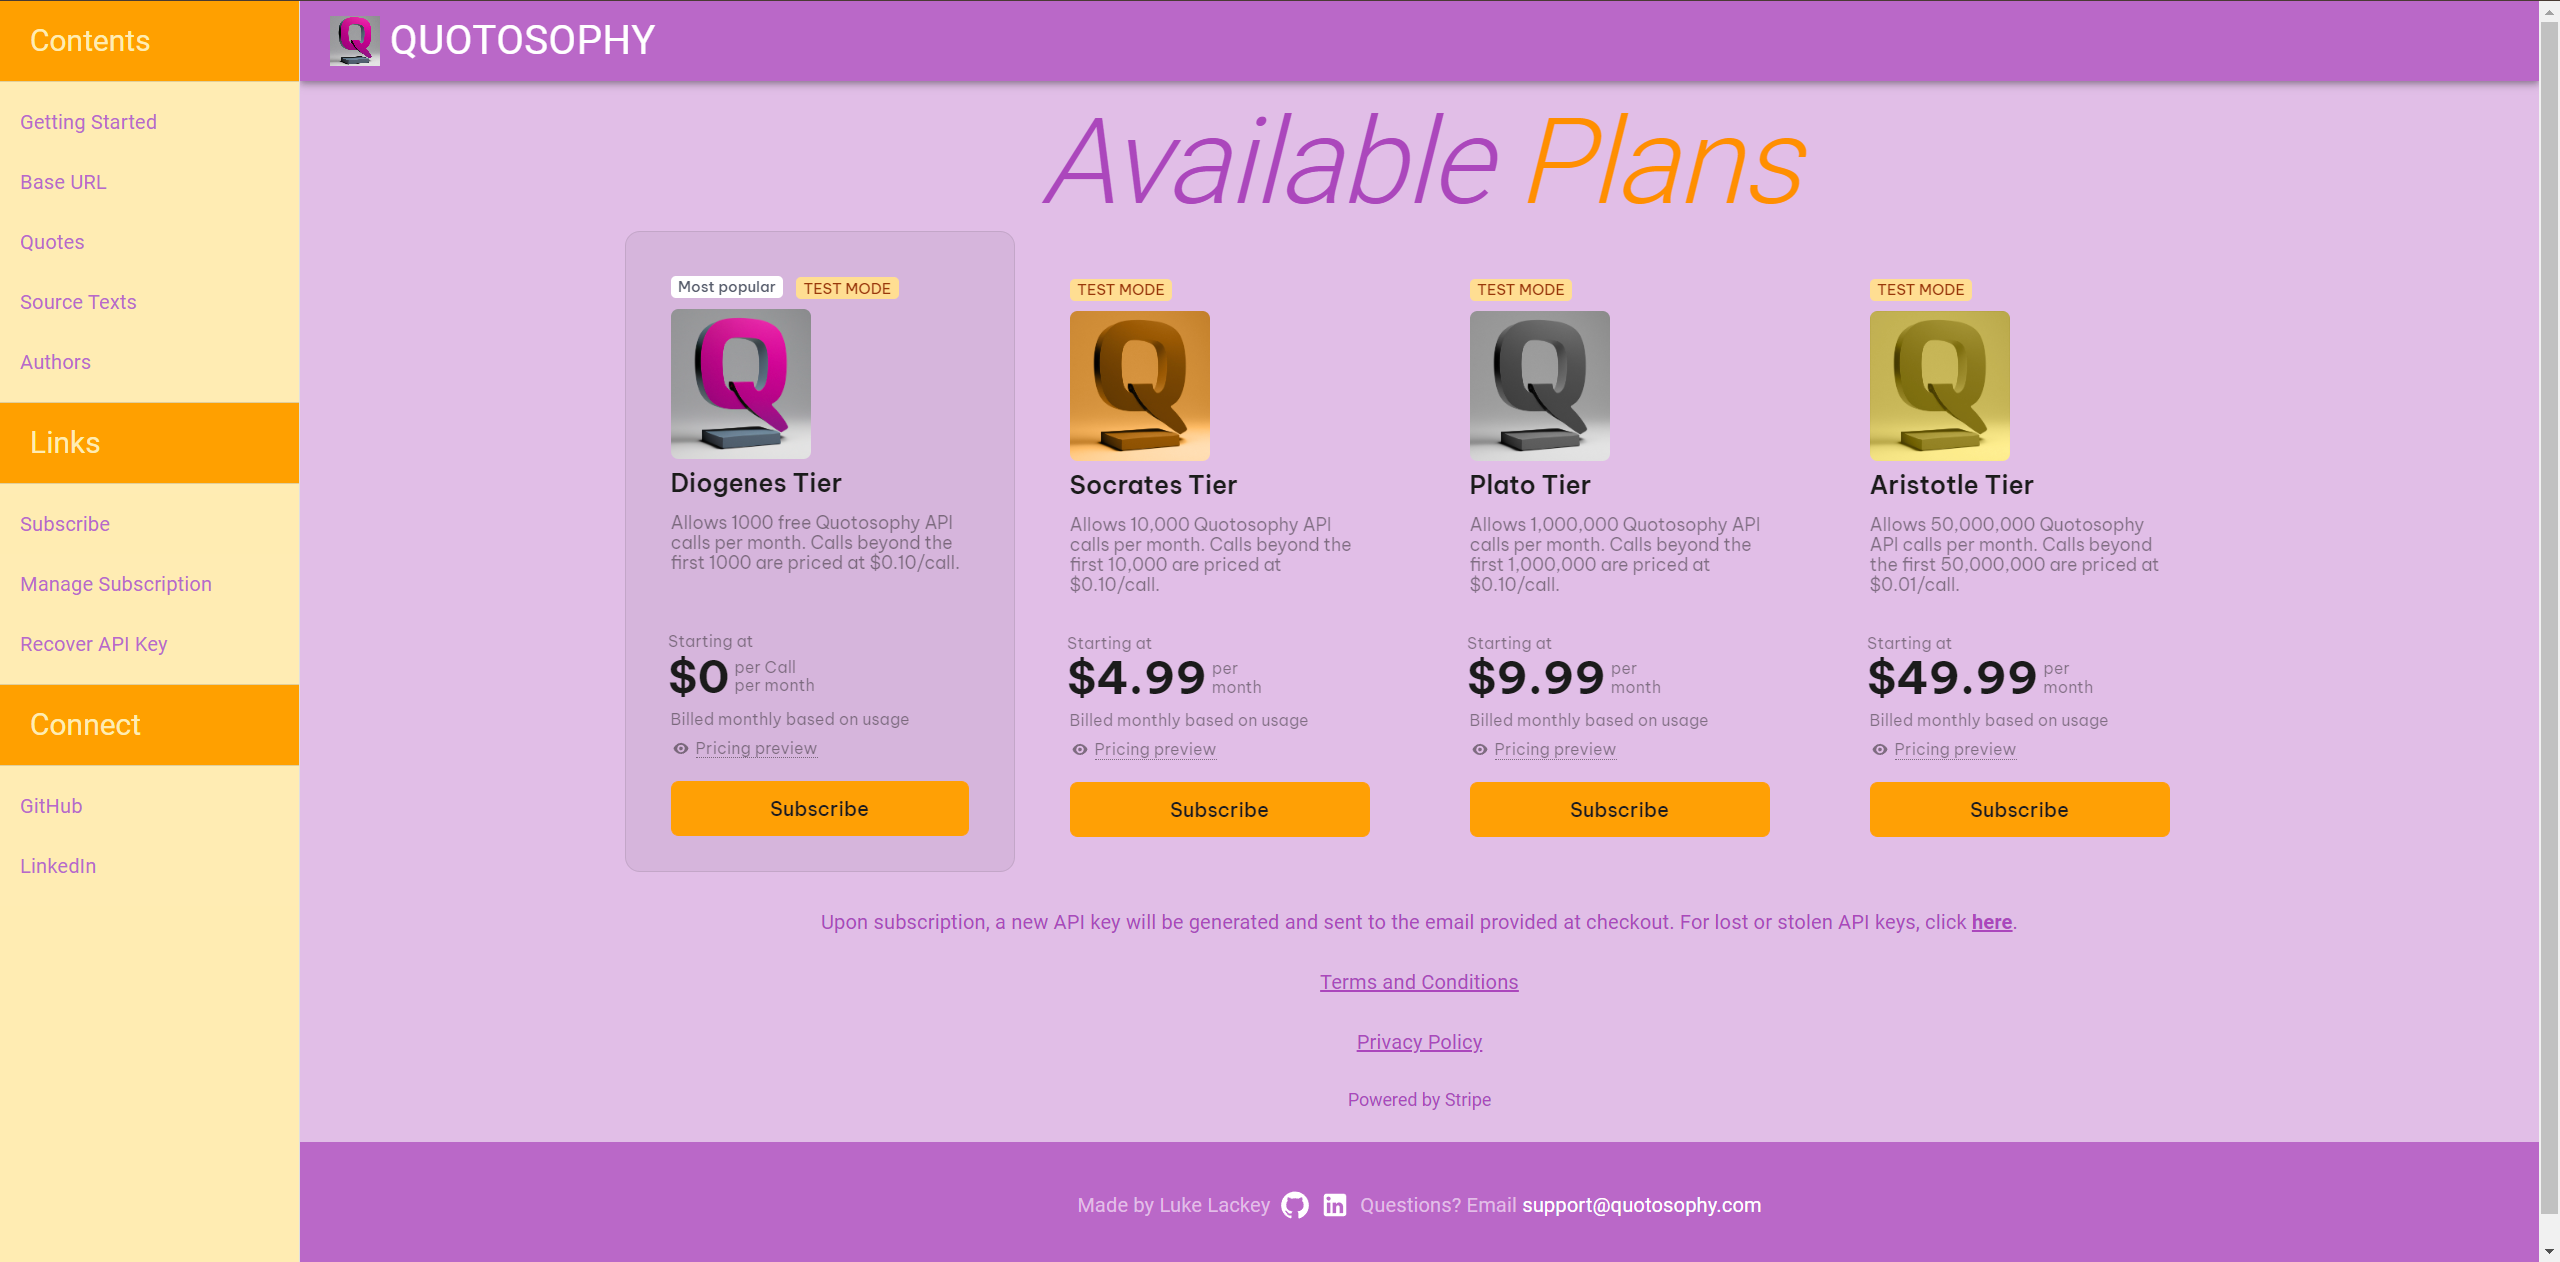 Contents
Getting Started
Base URL
Quotes
Source Texts
Authors
Links
Subscribe
Manage Subscription
Recover API Key
Connect
GitHub
LinkedIn
QUOTOSOPHY
Available Plans
Most popular
TEST MODE
Diogenes Tier
Allows 1000 free Quotosophy API
calls per month. Calls beyond the
first 1000 are priced at $0.10/call.
Starting at
$0 per Call
per month
Billed monthly based on usage
Pricing preview
Subscribe
TEST MODE
Socrates Tier
Allows 10,000 Quotosophy API
calls per month. Calls beyond the
first 10,000 are priced at
$0.10/call.
Starting at
$4.99 per
month
Billed monthly based on usage
Pricing preview
Subscribe
TEST MODE
Plato Tier
Allows 1,000,000 Quotosophy API
calls per month. Calls beyond the
first 1,000,000 are priced at
$0.10/call.
Starting at
$9.99 per
month
Billed monthly based on usage
Pricing preview
Subscribe
TEST MODE
Aristotle Tier
Allows 50,000,000 Quotosophy
API calls per month. Calls beyond
the first 50,000,000 are priced at
$0.01/call.
Starting at
$49.99 per
month
Billed monthly based on usage
Pricing preview
Subscribe
Upon subscription, a new API key will be generated and sent to the email provided at checkout. For lost or stolen API keys, click here.
Terms and Conditions
Privacy Policy
Powered by Stripe
Made by Luke Lackey in Questions? Email support@quotosophy.com